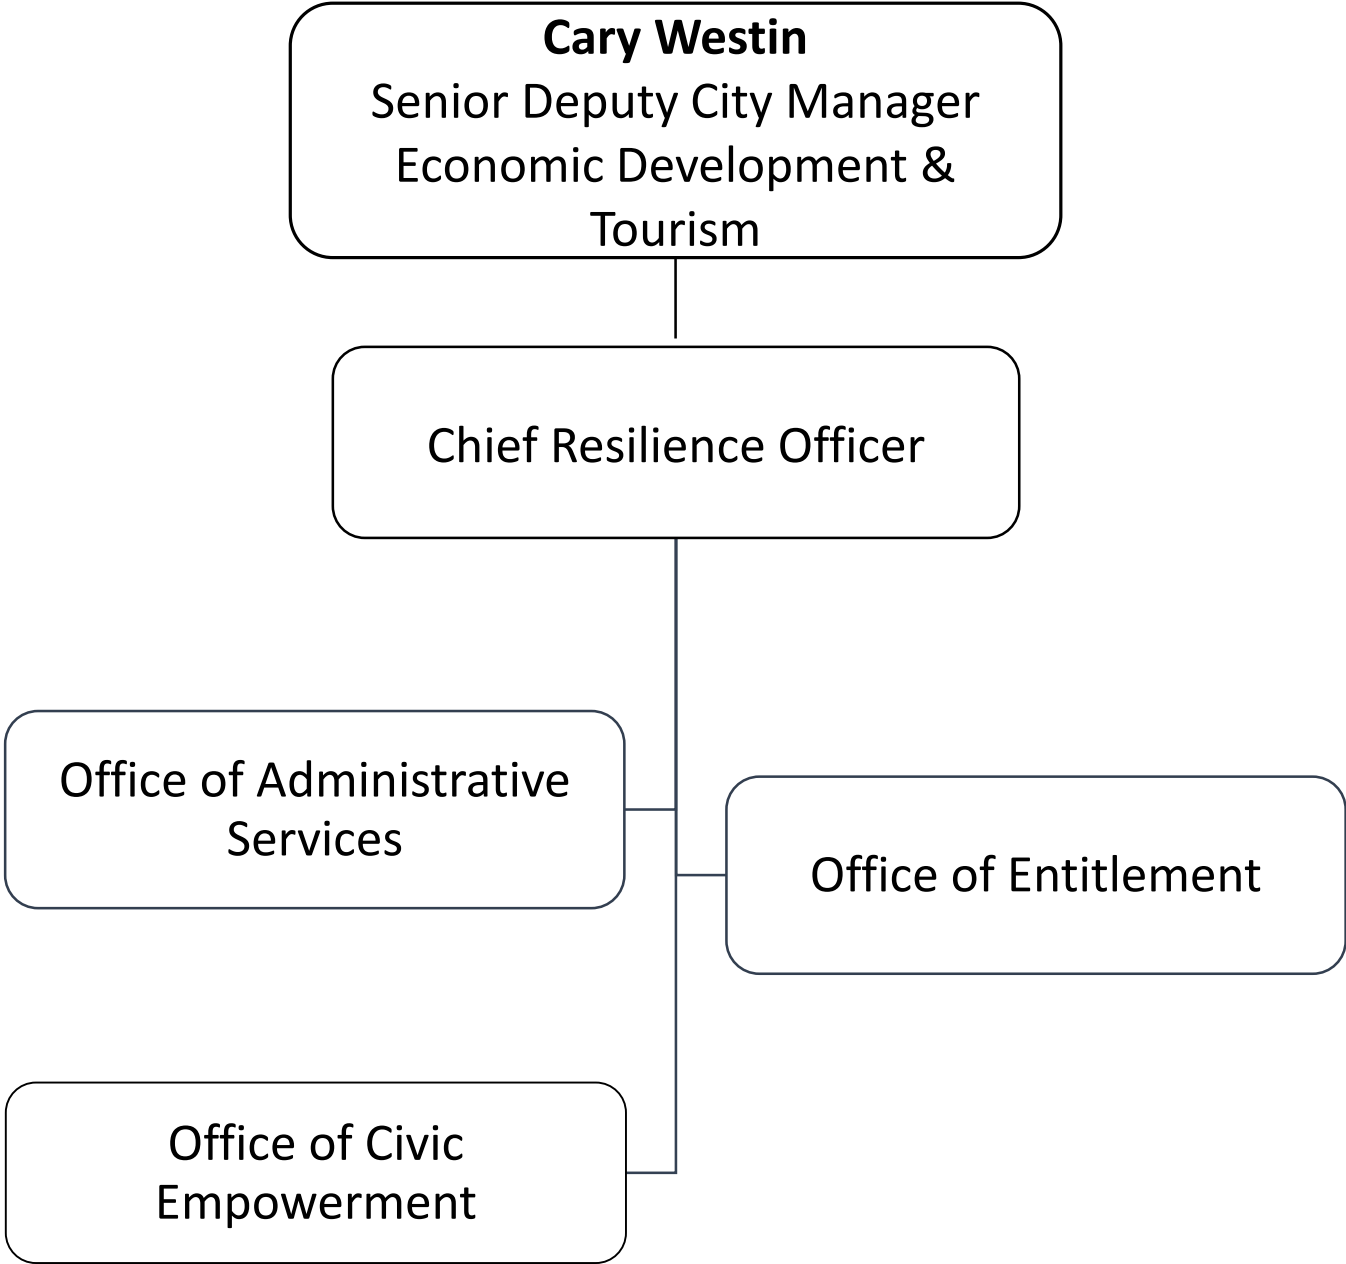 Cary Westin
Senior Deputy City Manager
Economic Development &
Tourism
Chief Resilience Officer
Office of Administrative
Services
Office of Entitlement
Office of Civic
Empowerment